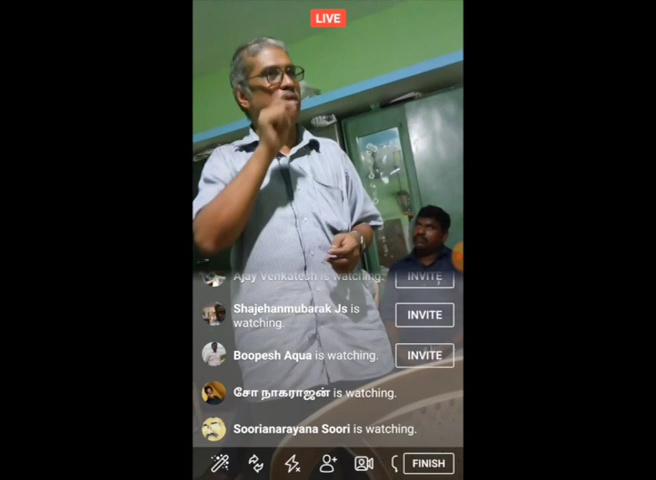 LIVE
Ajay Venkatesh is watching.
INVITE
Shajehanmubarak Js is
watching.
INVITE
Boopesh Aqua is watching.
INVITE
சோ நாகராஜன் is watching.
Soorianarayana Soori is watching.
FINISH